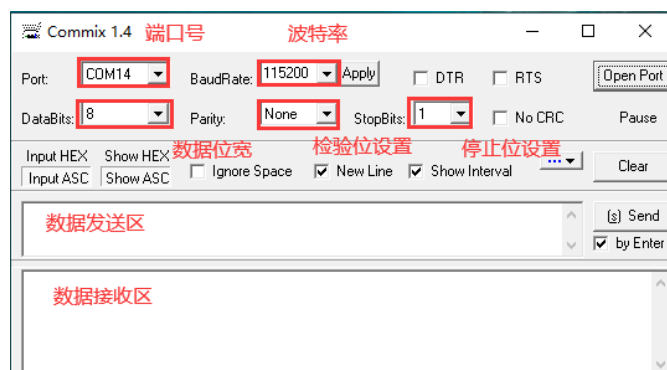 Commix 1.4 端口号 波特率
Port: COM14 BaudRate: 115200 Apply DTR RTS Open Port
DataBits: 8 Parity: None StopBits: 1 No CRC Pause
Input HEX Show HEX 数据位宽 检验位设置 停止位设置
Input ASC Show ASC Ignore Space New Line Show Interval ... Clear
数据发送区 (s) Send
by Enter
数据接收区